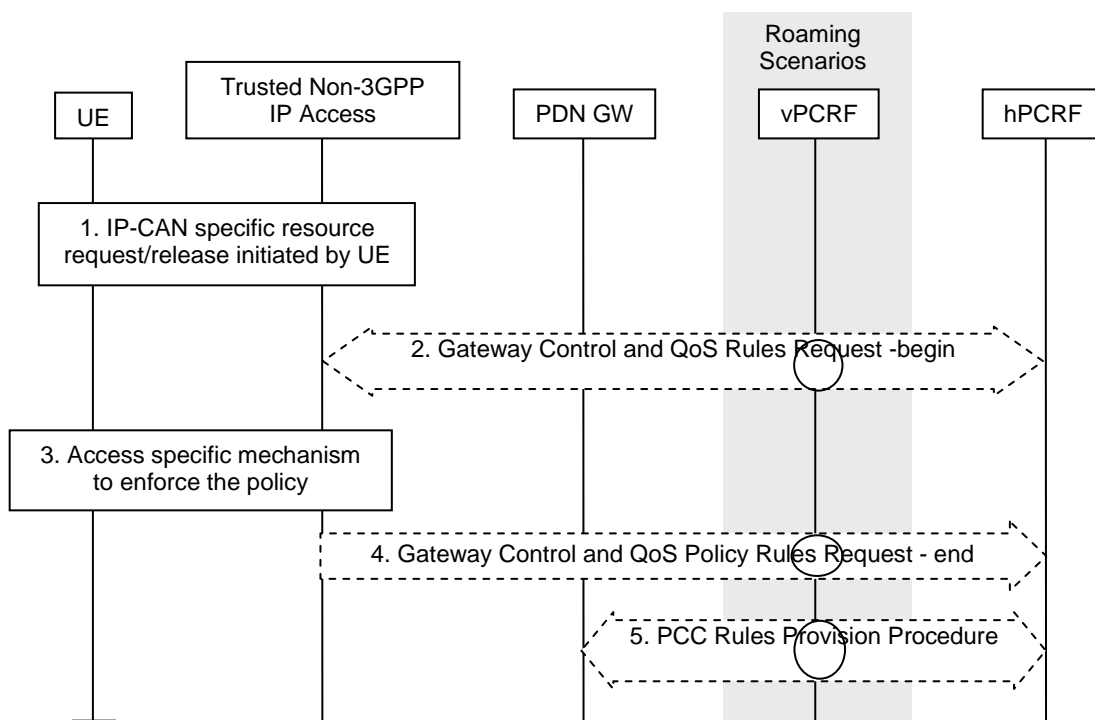 Roaming
Scenarios
UE
Trusted Non-3GPP
IP Access
PDN GW
vPCRF
hPCRF
1. IP-CAN specific resource
request/release initiated by UE
2. Gateway Control and QoS Rules Request -begin
3. Access specific mechanism
to enforce the policy
4. Gateway Control and QoS Policy Rules Request - end
5. PCC Rules Provision Procedure